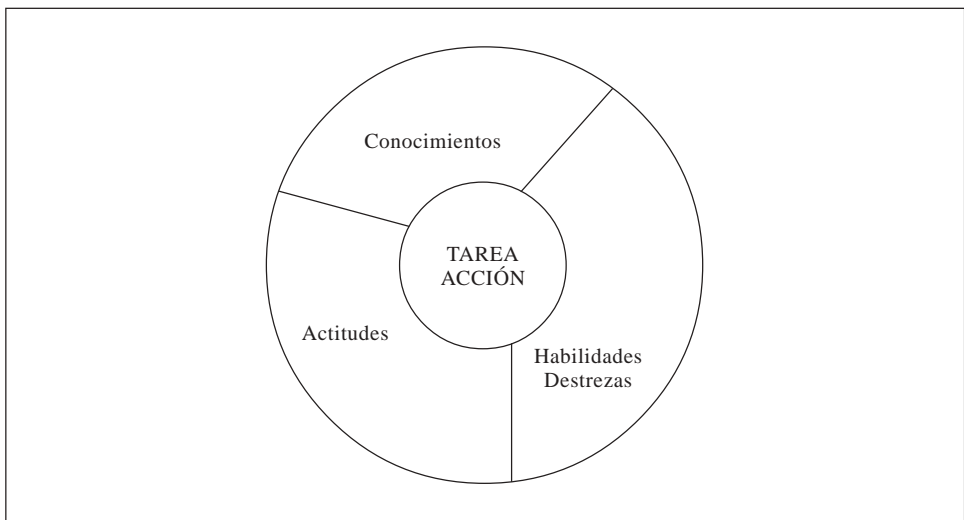 Conocimientos
TAREA
ACCIÓN
Actitudes
Habilidades
Destrezas